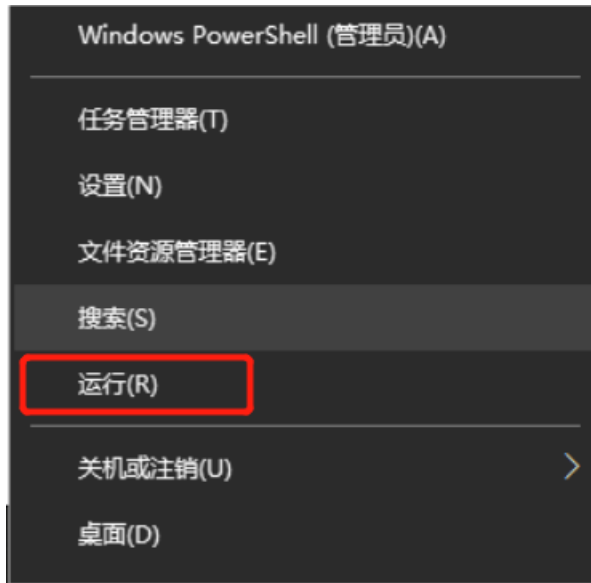 Windows PowerShell (管理员)(A)
任务管理器(T)
设置(N)
文件资源管理器(E)
搜索(S)
运行(R)
关机或注销(U)
桌面(D)